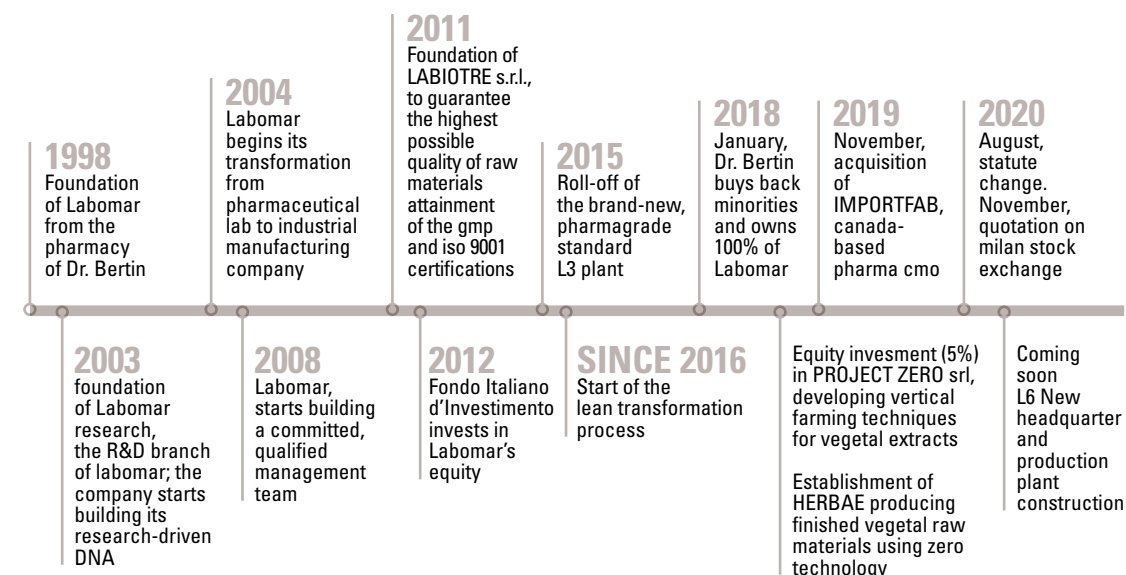 1998
Foundation
of Labomar
from the
pharmacy
of Dr. Bertin
2003
foundation
of Labomar
research,
the R&D branch
of labomar; the
company starts
building its
research-driven
DNA
2004
Labomar
begins its
transformation
from
pharmaceutical
lab to industrial
manufacturing
company
2008
Labomar,
starts building
a committed,
qualified
management
team
2011
Foundation of
LABIOTRE s.r.l.,
to guarantee
the highest
possible
quality of raw
materials
attainment
of the gmp
and iso 9001
certifications
2012
Fondo Italiano
d’Investimento
invests in
Labomar’s
equity
2015
Roll-off of
the brand-new,
pharmagrade
standard
L3 plant
SINCE 2016
Start of the
lean transformation
process
2018
January,
Dr. Bertin
buys back
minorities
and owns
100% of
Labomar
Equity invesment (5%)
in PROJECT ZERO srl,
developing vertical
farming techniques
for vegetal extracts
Establishment of
HERBAE producing
finished vegetal raw
materials using zero
technology
2019
November,
acquisition
of
IMPORTFAB,
canada-
based
pharma cmo
2020
August,
statute
change.
November,
quotation on
milan stock
exchange
Coming
soon
L6 New
headquarter
and
production
plant
construction